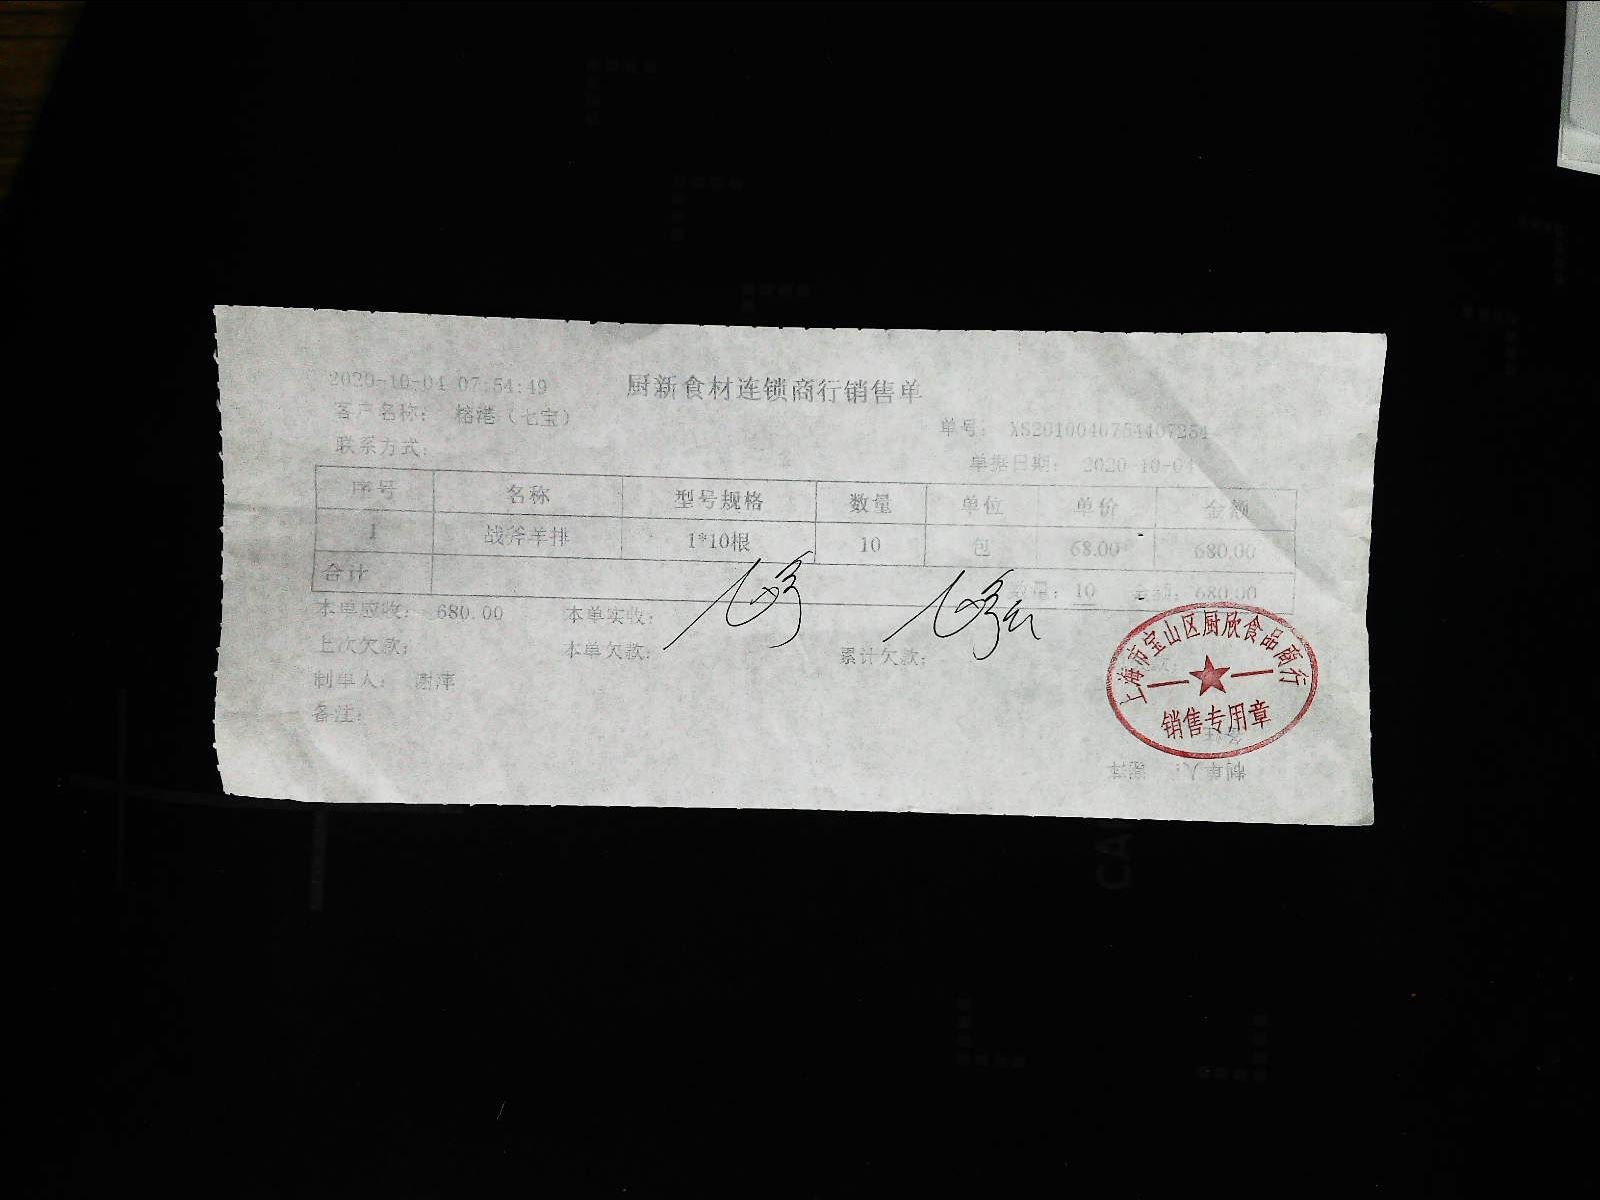 2020-10-04 07:54:49
厨新食材连锁商行销售单
客户名称: 榕港(七宝)
单号: XS2010040754407254
联系方式:
单据日期: 2020-10-04
序号 名称 型号规格 数量 单位 单价 金额
1 战斧羊排 1*10根 10 包 68.00 680.00
合计 数量: 10 金额: 680.00
本单应收: 680.00 本单实收:
上次欠款: 本单欠款: 累计欠款:
制单人: 谢萍
备注:
上海市宝山区厨欣食品商行
销售专用章